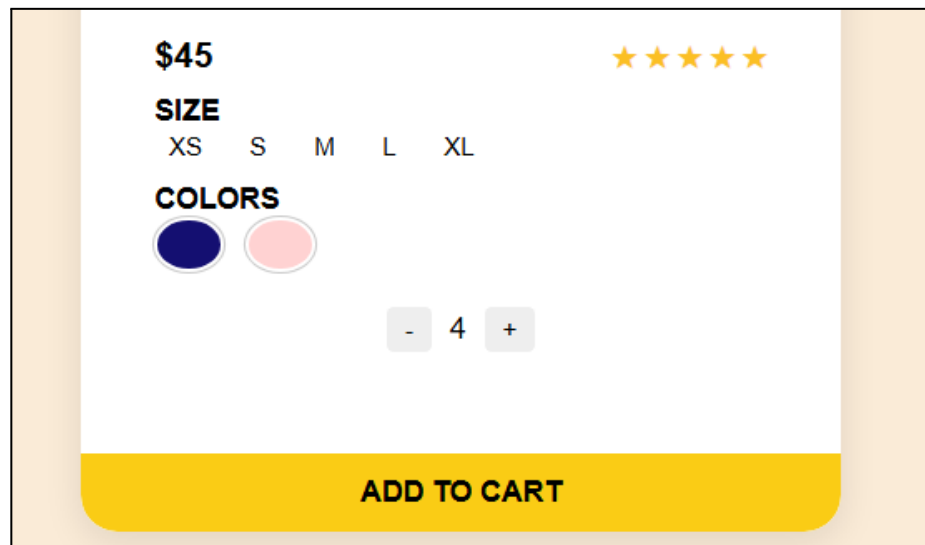 $45 ★★★★★
SIZE
XS S M L XL
COLORS
- 4 +
ADD TO CART